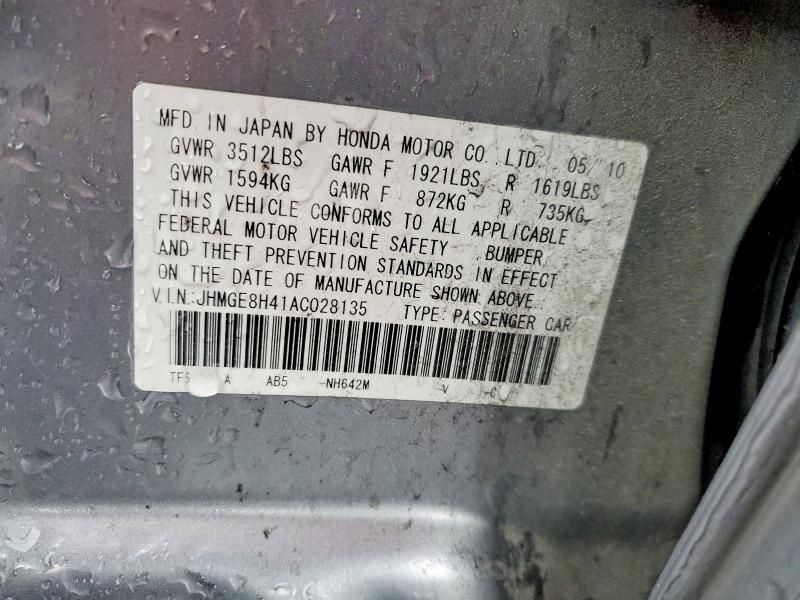 MFD. IN JAPAN BY HONDA MOTOR CO., LTD. 05/10
GVWR 3512LBS GAWR F 1921LBS R 1619LBS
GVWR 1594KG GAWR F 872KG R 735KG
THIS VEHICLE CONFORMS TO ALL APPLICABLE
FEDERAL MOTOR VEHICLE SAFETY BUMPER
AND THEFT PREVENTION STANDARDS IN EFFECT
ON THE DATE OF MANUFACTURE SHOWN ABOVE.
V.I.N.:JHMGE8H41AC028135 TYPE: PASSENGER CAR
TF5 A AB5 -NH642M V C